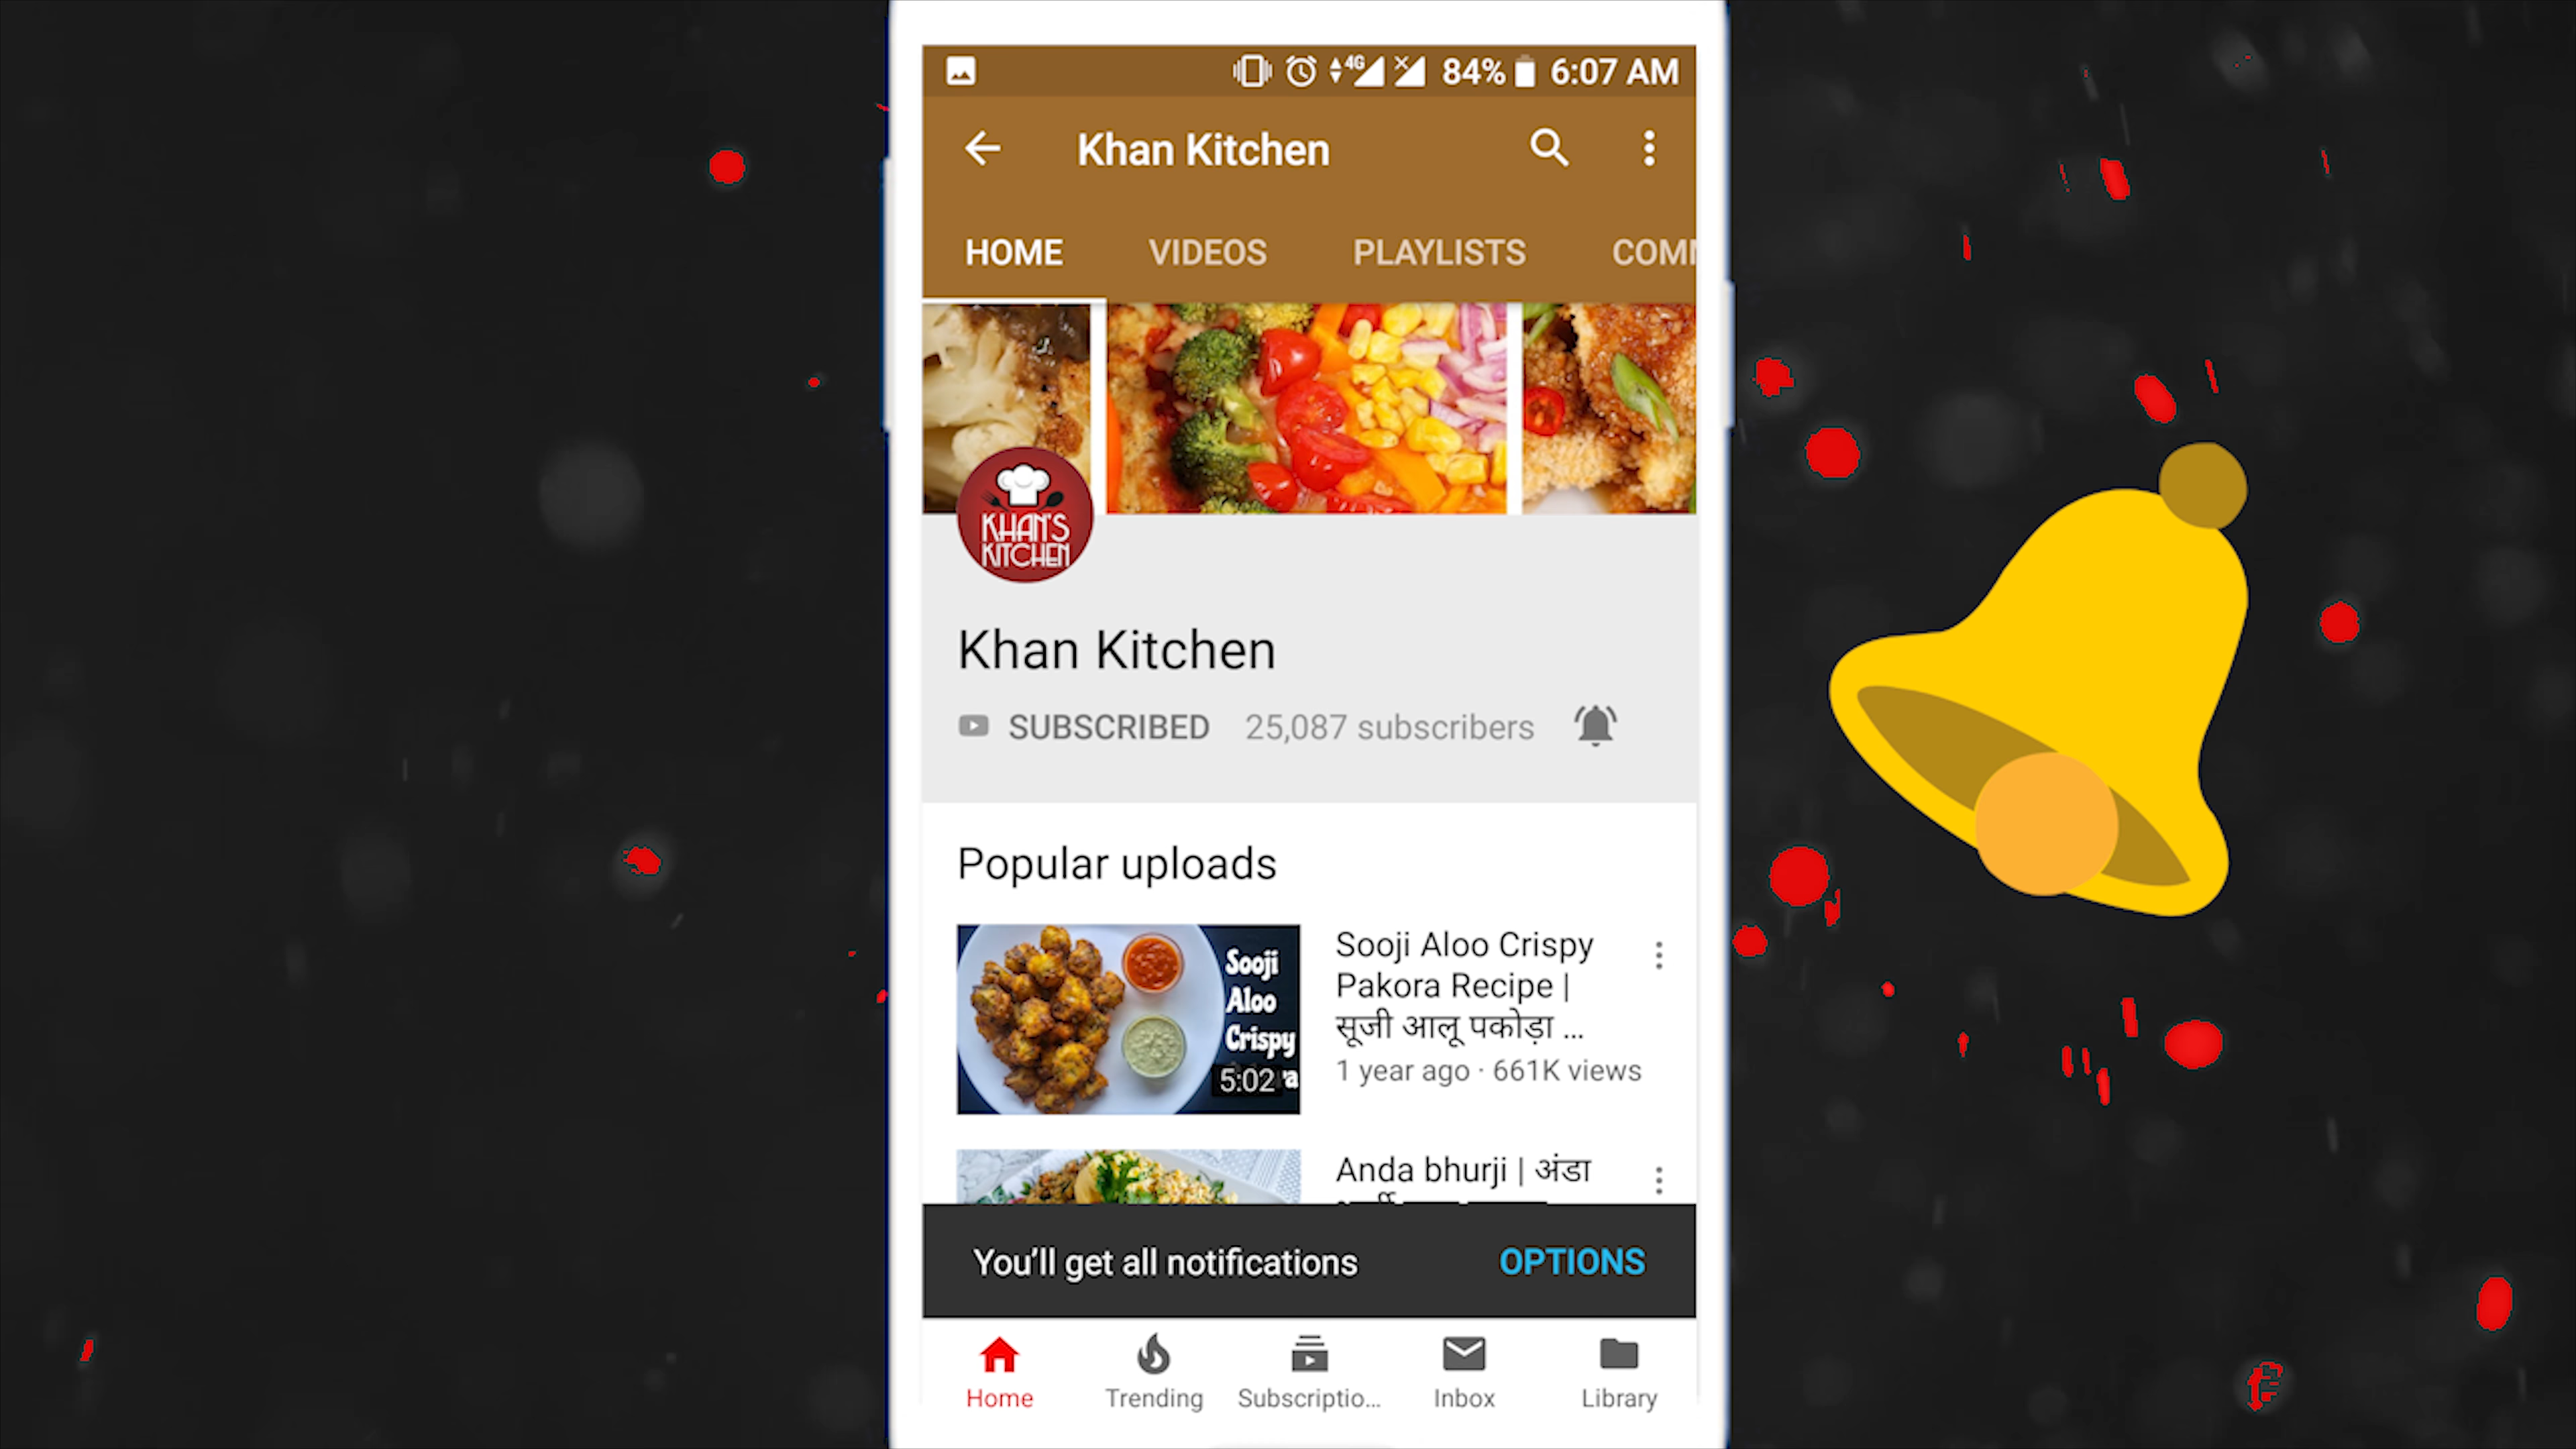 4G 84% 6:07 AM
Khan Kitchen
HOME VIDEOS PLAYLISTS COM
KHAN'S
KITCHEN
Khan Kitchen
SUBSCRIBED 25,087 subscribers
Popular uploads
Sooji
Aloo
Crispy
5:02
Sooji Aloo Crispy
Pakora Recipe |
सूजी आलू पकोड़ा ...
1 year ago · 661K views
Anda bhurji | अंडा
You'll get all notifications OPTIONS
Home Trending Subscriptio... Inbox Library